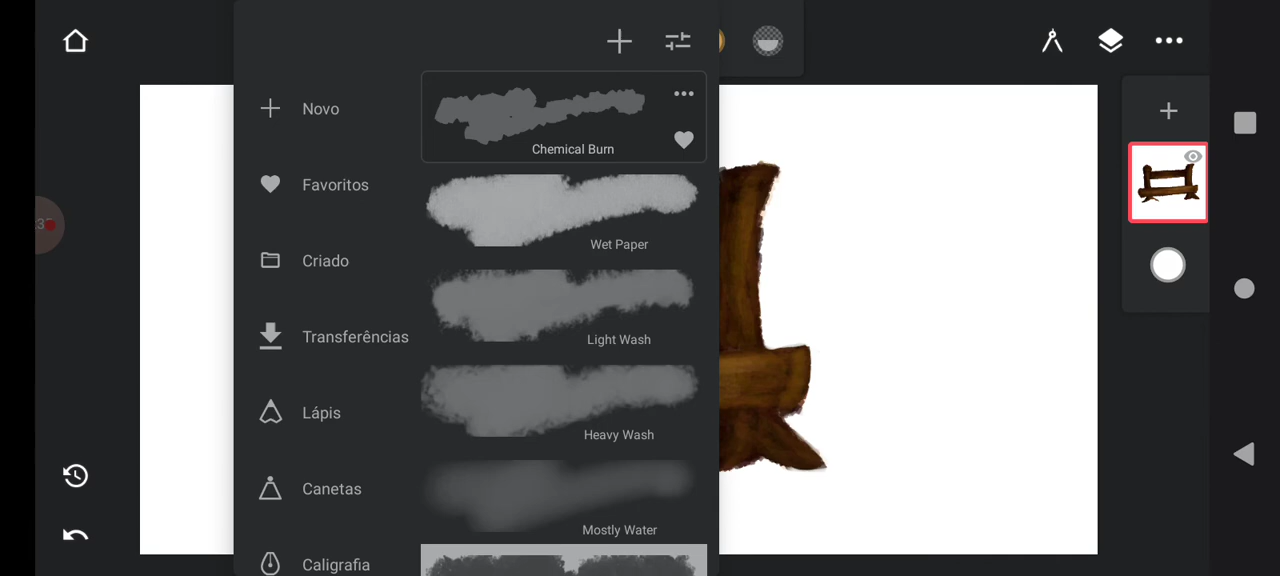 Novo
Favoritos
Criado
Transferências
Lápis
Canetas
Caligrafia
Chemical Burn
Wet Paper
Light Wash
Heavy Wash
Mostly Water